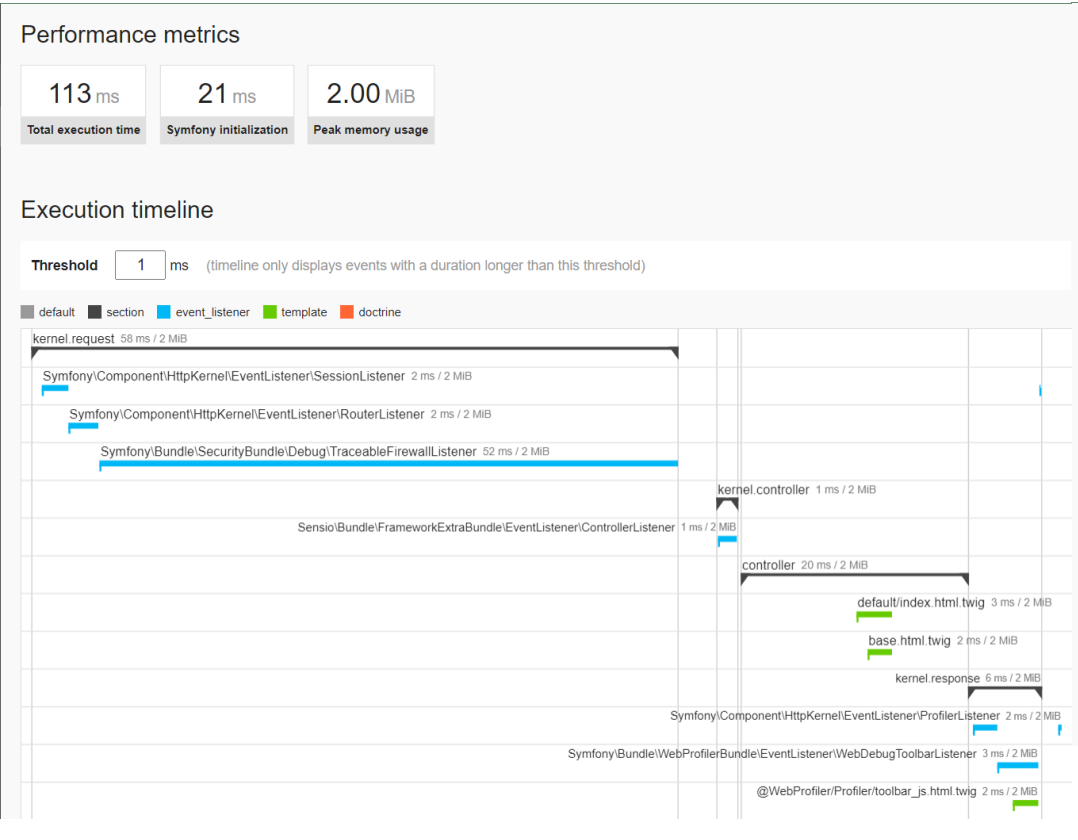 Performance metrics
113 ms 21 ms 2.00 MiB
Total execution time Symfony initialization Peak memory usage
Execution timeline
Threshold 1 ms (timeline only displays events with a duration longer than this threshold)
default section event_listener template doctrine
kernel.request 58 ms / 2 MiB
Symfony\Component\HttpKernel\EventListener\SessionListener 2 ms / 2 MiB
Symfony\Component\HttpKernel\EventListener\RouterListener 2 ms / 2 MiB
Symfony\Bundle\SecurityBundle\Debug\TraceableFirewallListener 52 ms / 2 MiB
kernel.controller 1 ms / 2 MiB
Sensio\Bundle\FrameworkExtraBundle\EventListener\ControllerListener 1 ms / 2 MiB
controller 20 ms / 2 MiB
default/index.html.twig 3 ms / 2 MiB
base.html.twig 2 ms / 2 MiB
kernel.response 6 ms / 2 MiB
Symfony\Component\HttpKernel\EventListener\ProfilerListener 2 ms / 2 MiB
Symfony\Bundle\WebProfilerBundle\EventListener\WebDebugToolbarListener 3 ms / 2 MiB
@WebProfiler/Profiler/toolbar_js.html.twig 2 ms / 2 MiB